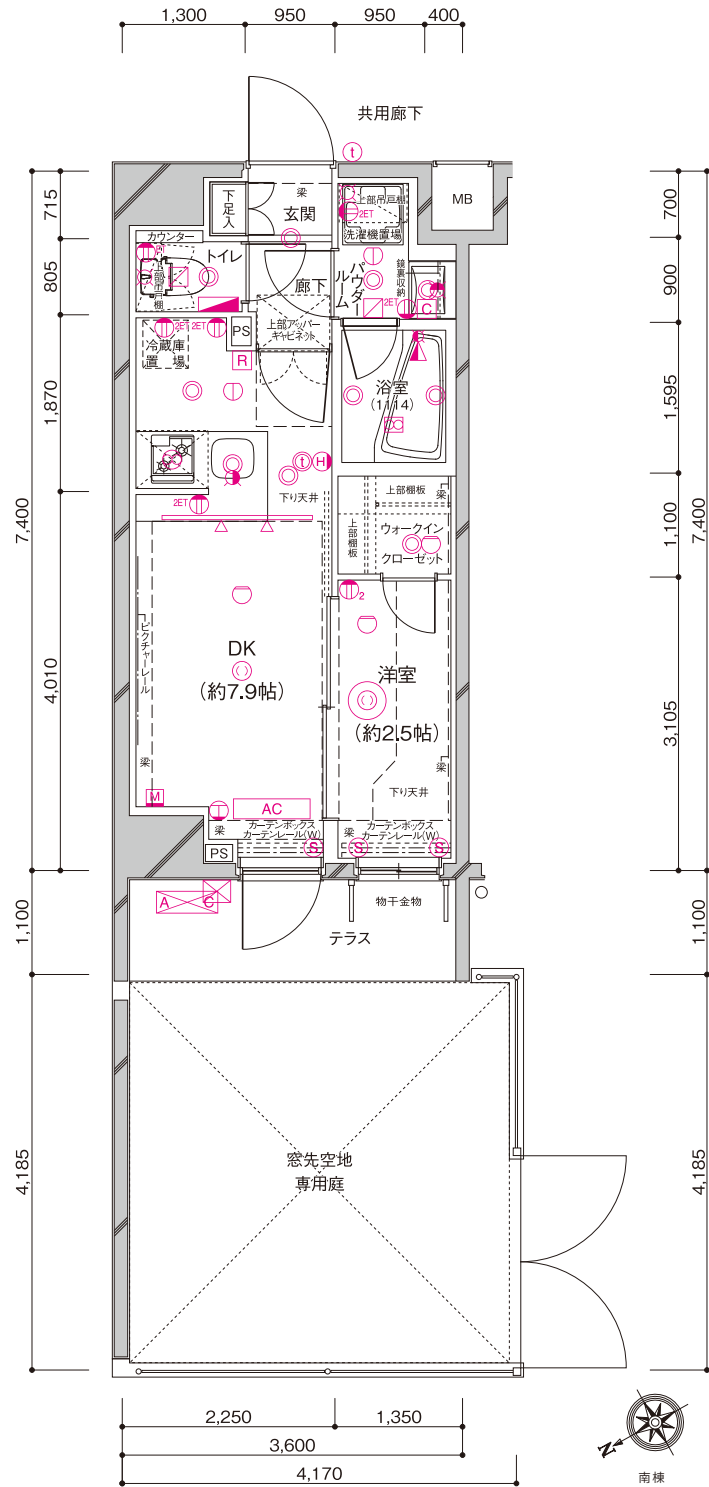 1,300
950
950
400
共用廊下
t
715
805
1,870
4,010
7,400
1,100
4,185
下足入
梁
玄関
上部吊戸棚
2ET
洗濯機置場
MB
700
900
1,595
1,100
3,105
7,400
1,100
4,185
カウンター
トイレ
上部吊戸棚
廊下
パウダールーム
鏡裏収納
2ET
C
2ET
2ET
PS
上部アッパー
キャビネット
冷蔵庫
置場
R
浴室
(1114)
t
H
下り天井
2ET
上部棚板
梁
上部棚板
ウォークイン
クローゼット
2
ピクチャーレール
DK
(約7.9帖)
洋室
(約2.5帖)
梁
梁
下り天井
M
AC
梁
カーテンボックス
カーテンレール(W)
梁
カーテンボックス
カーテンレール(W)
PS
S
S
S
A
C
物干金物
テラス
窓先空地
専用庭
2,250
1,350
3,600
4,170
N
南棟